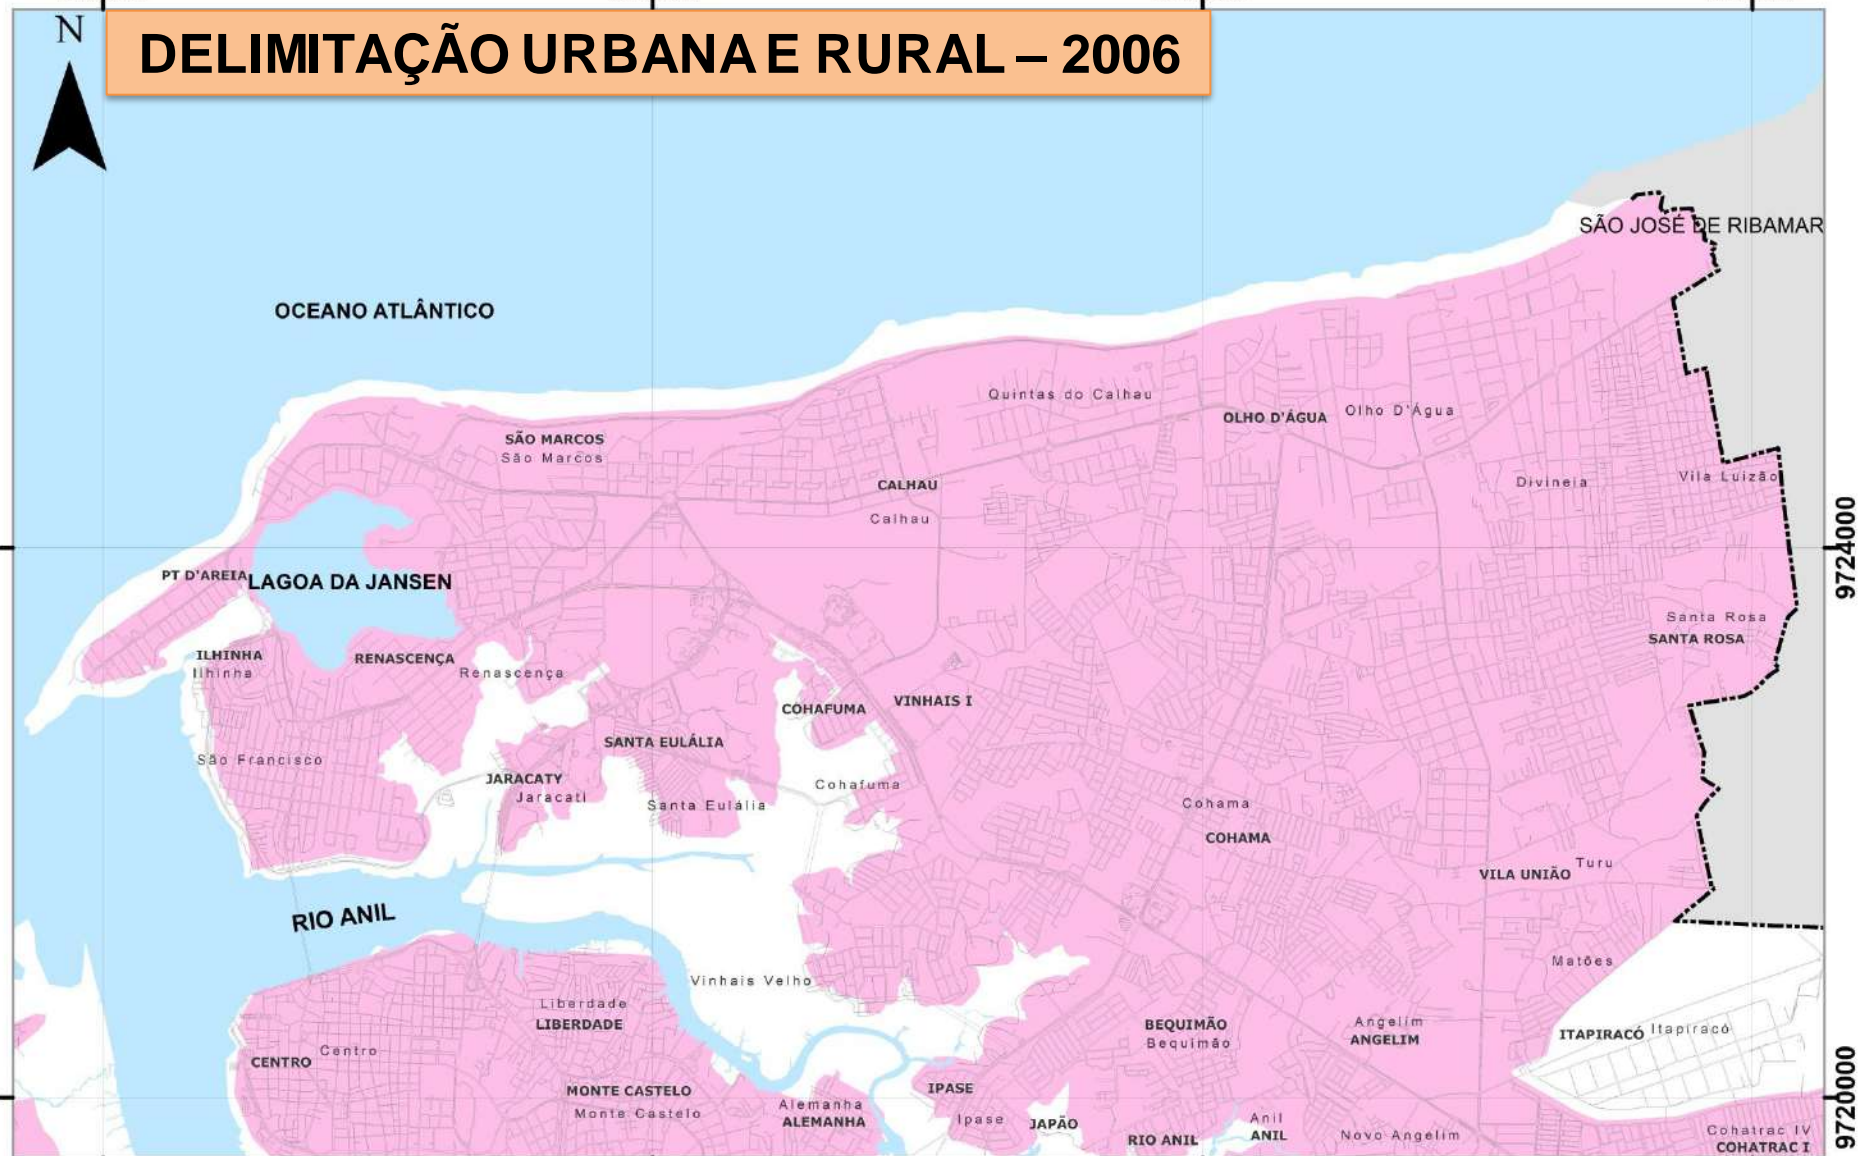 N
DELIMITAÇÃO URBANA E RURAL – 2006
SÃO JOSÉ DE RIBAMAR
OCEANO ATLÂNTICO
Quintas do Calhau
OLHO D'ÁGUA
Olho D'Água
SÃO MARCOS
São Marcos
CALHAU
Calhau
Divineia
Vila Luizão
9724000
PT D'AREIA
LAGOA DA JANSEN
Santa Rosa
SANTA ROSA
ILHINHA
Ilhinha
RENASCENÇA
Renascença
COHAFUMA
VINHAIS I
SANTA EULÁLIA
São Francisco
JARACATY
Jaracati
Santa Eulália
Cohafuma
Cohama
COHAMA
Turu
VILA UNIÃO
RIO ANIL
Matões
Vinhais Velho
Liberdade
LIBERDADE
BEQUIMÃO
Bequimão
Angelim
ANGELIM
ITAPIRACÓ
Itapiracó
CENTRO
Centro
IPASE
Ipase
MONTE CASTELO
Monte Castelo
Alemanha
ALEMANHA
JAPÃO
RIO ANIL
Anil
ANIL
Novo Angelim
Cohatrac IV
COHATRAC I
9720000